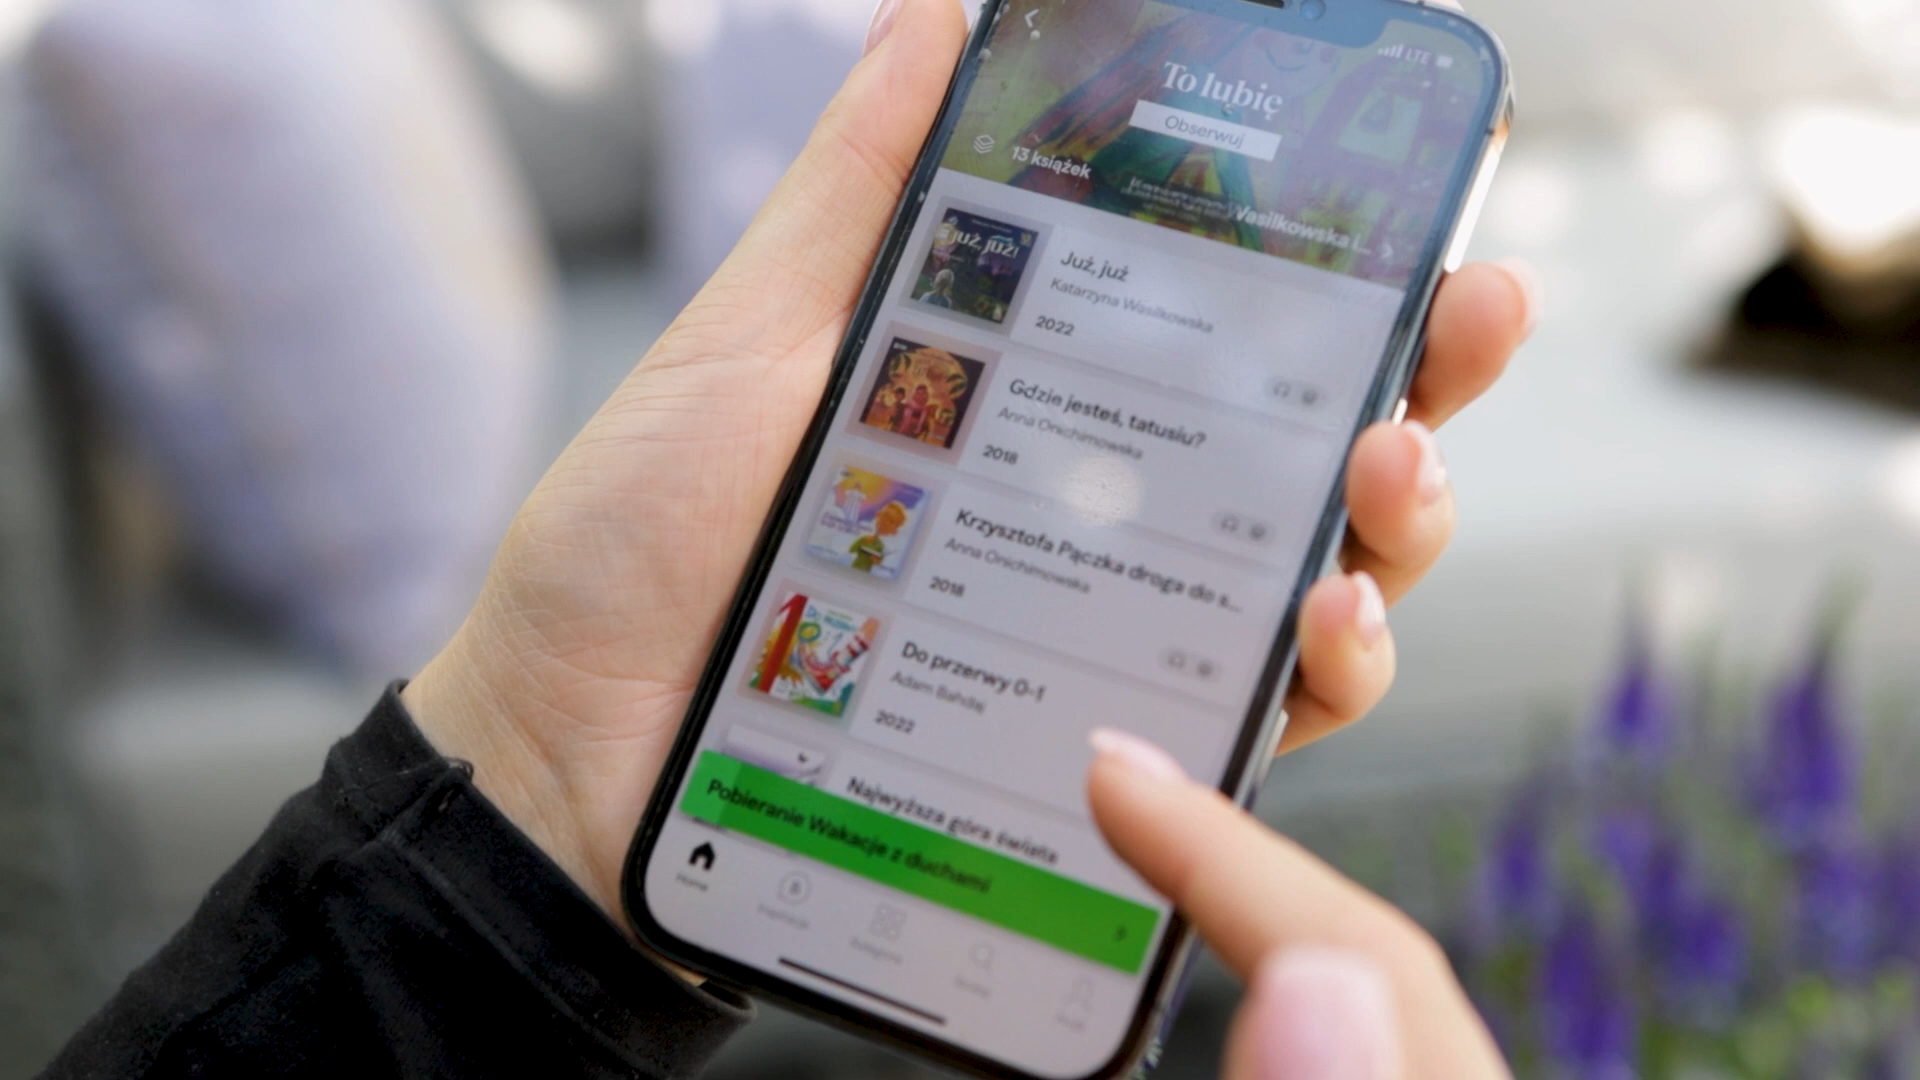 LTE
To lubię
Obserwuj
13 książek
Wasilkowska i...
już, już!
Już, już
Katarzyna Wasilkowska
2022
Gdzie jesteś, tatusiu?
Anna Onichimowska
2018
Krzysztofa Pączka droga do s...
Anna Onichimowska
2018
Do przerwy 0-1
Adam Bahdaj
2022
Najwyższa góra świata
Pobieranie Wakacje z duchami
Home